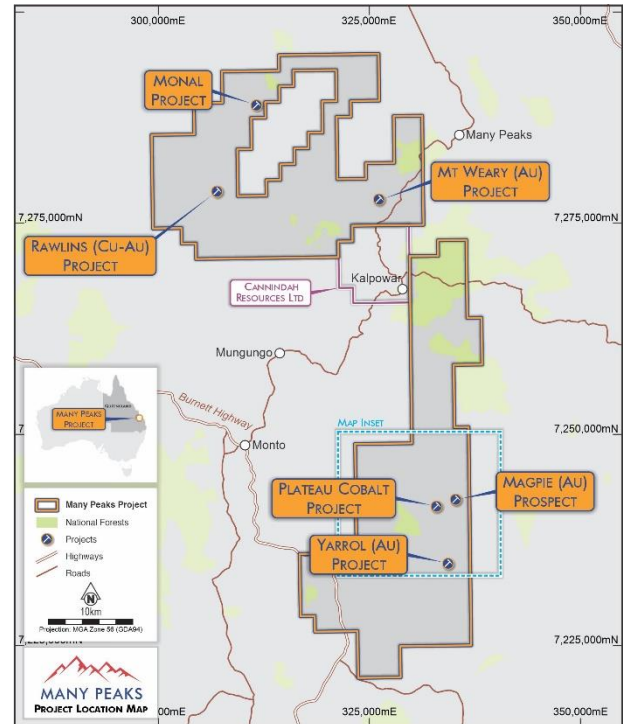 300,000mE
325,000mE
350,000mE
MONAL
PROJECT
Many Peaks
MT WEARY (AU)
PROJECT
7,275,000mN
7,275,000mN
RAWLINS (CU-AU)
PROJECT
CANNINDAH
RESOURCES LTD
Kalpowar
Mungungo
Burnett Highway
Monto
MAP INSET
7,250,000mN
PLATEAU COBALT
PROJECT
MAGPIE (AU)
PROSPECT
YARROL (AU)
PROJECT
QUEENSLAND
MANY PEAKS
PROJECT
Many Peaks Project
National Forests
Projects
Highways
Roads
N
10km
Projection: MGA Zone 56 (GDA94)
7,225,000mN
MANY PEAKS
PROJECT LOCATION MAP
325,000mE
350,000mE